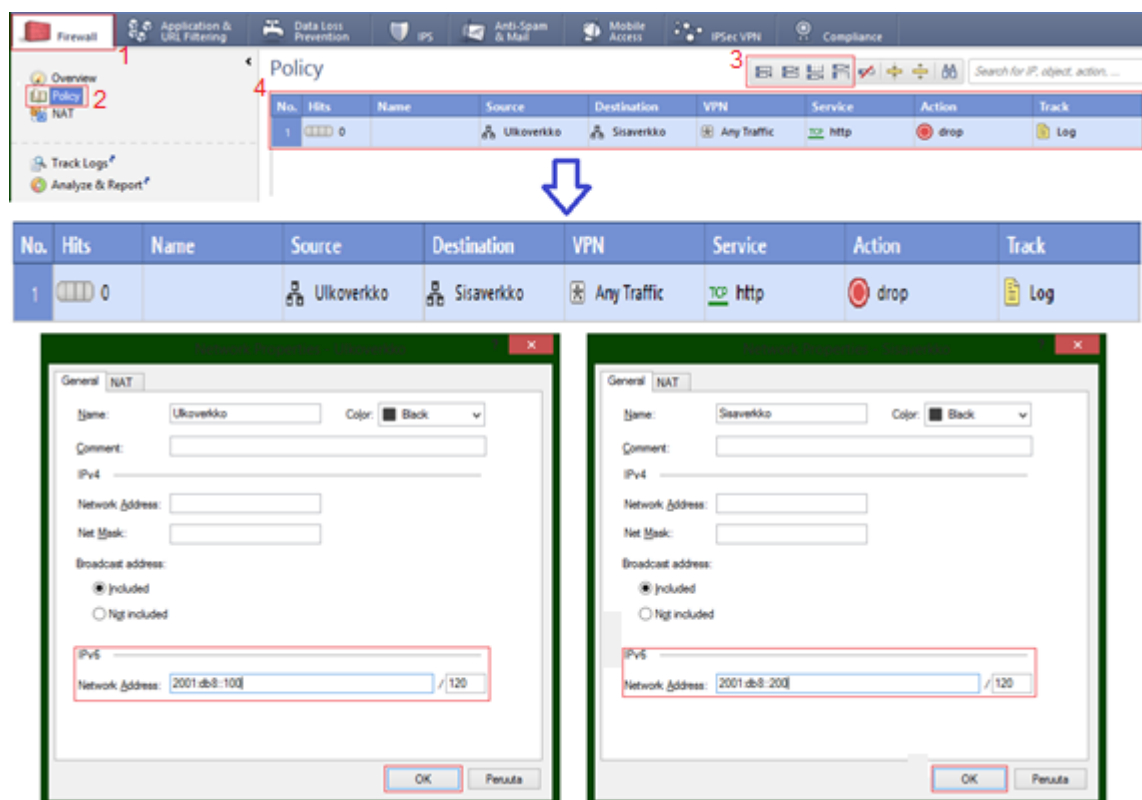 Firewall
Application & URL Filtering
Data Loss Prevention
IPS
Anti-Spam & Mail
Mobile Access
IPSec VPN
Compliance
1
Overview
Policy
2
NAT
Track Logs
Analyze & Report
Policy
3
Search for IP, object, action, ...
4
No. Hits Name Source Destination VPN Service Action Track
1 0 Ulkoverkko Sisaverkko Any Traffic TCP http drop Log
No. Hits Name Source Destination VPN Service Action Track
1 0 Ulkoverkko Sisaverkko Any Traffic TCP http drop Log
General NAT
Name: Ulkoverkko Color: Black
Comment:
IPv4
Network Address:
Net Mask:
Broadcast address:
Included
Not included
IPv6
Network Address: 2001:db8::100 / 120
OK Peruuta
General NAT
Name: Sisaverkko Color: Black
Comment:
IPv4
Network Address:
Net Mask:
Broadcast address:
Included
Not included
IPv6
Network Address: 2001:db8::200 / 120
OK Peruuta